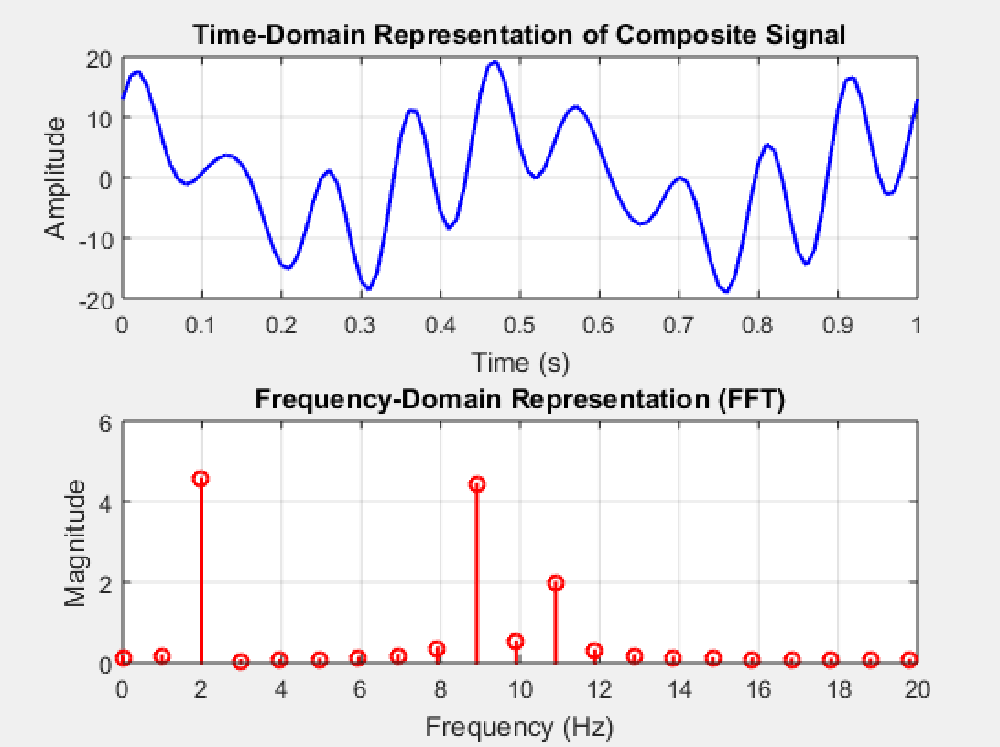 Time-Domain Representation of Composite Signal
20
10
0
-10
-20
Amplitude
0 0.1 0.2 0.3 0.4 0.5 0.6 0.7 0.8 0.9 1
Time (s)
Frequency-Domain Representation (FFT)
6
4
2
0
Magnitude
0 2 4 6 8 10 12 14 16 18 20
Frequency (Hz)